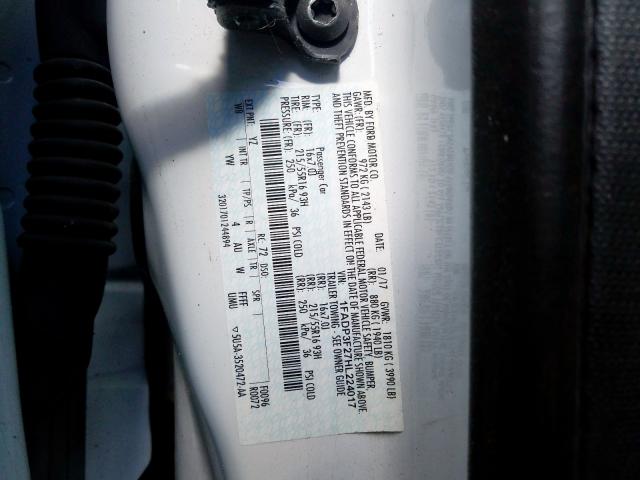 MFD. BY FORD MOTOR CO.
DATE: 01/17 GVWR: 1810 KG ( 3990 LB)
GAWR: (FR): 972 KG ( 2143 LB) (RR): 880 KG ( 1940 LB)
THIS VEHICLE CONFORMS TO ALL APPLICABLE FEDERAL MOTOR VEHICLE SAFETY, BUMPER
AND THEFT PREVENTION STANDARDS IN EFFECT ON THE DATE OF MANUFACTURE SHOWN ABOVE.
VIN: 1FADP3F27HL224017
TYPE: Passenger Car TRAILER TOWING - SEE OWNER GUIDE
RIM: (FR): 16x7.0J (RR): 16x7.0J
TIRE: (FR): 215/55R16 93H (RR): 215/55R16 93H
PRESSURE: (FR): 250 kPa/ 36 PSI COLD (RR): 250 kPa/ 36 PSI COLD
EXT PNT: YZ RC: 72 DSO: F0096
R0072
WB INT TR TP/PS R AXLE TR SPR
YW 4 AU W FFFF UMU
3201701244894 5U5A-3520472-AA